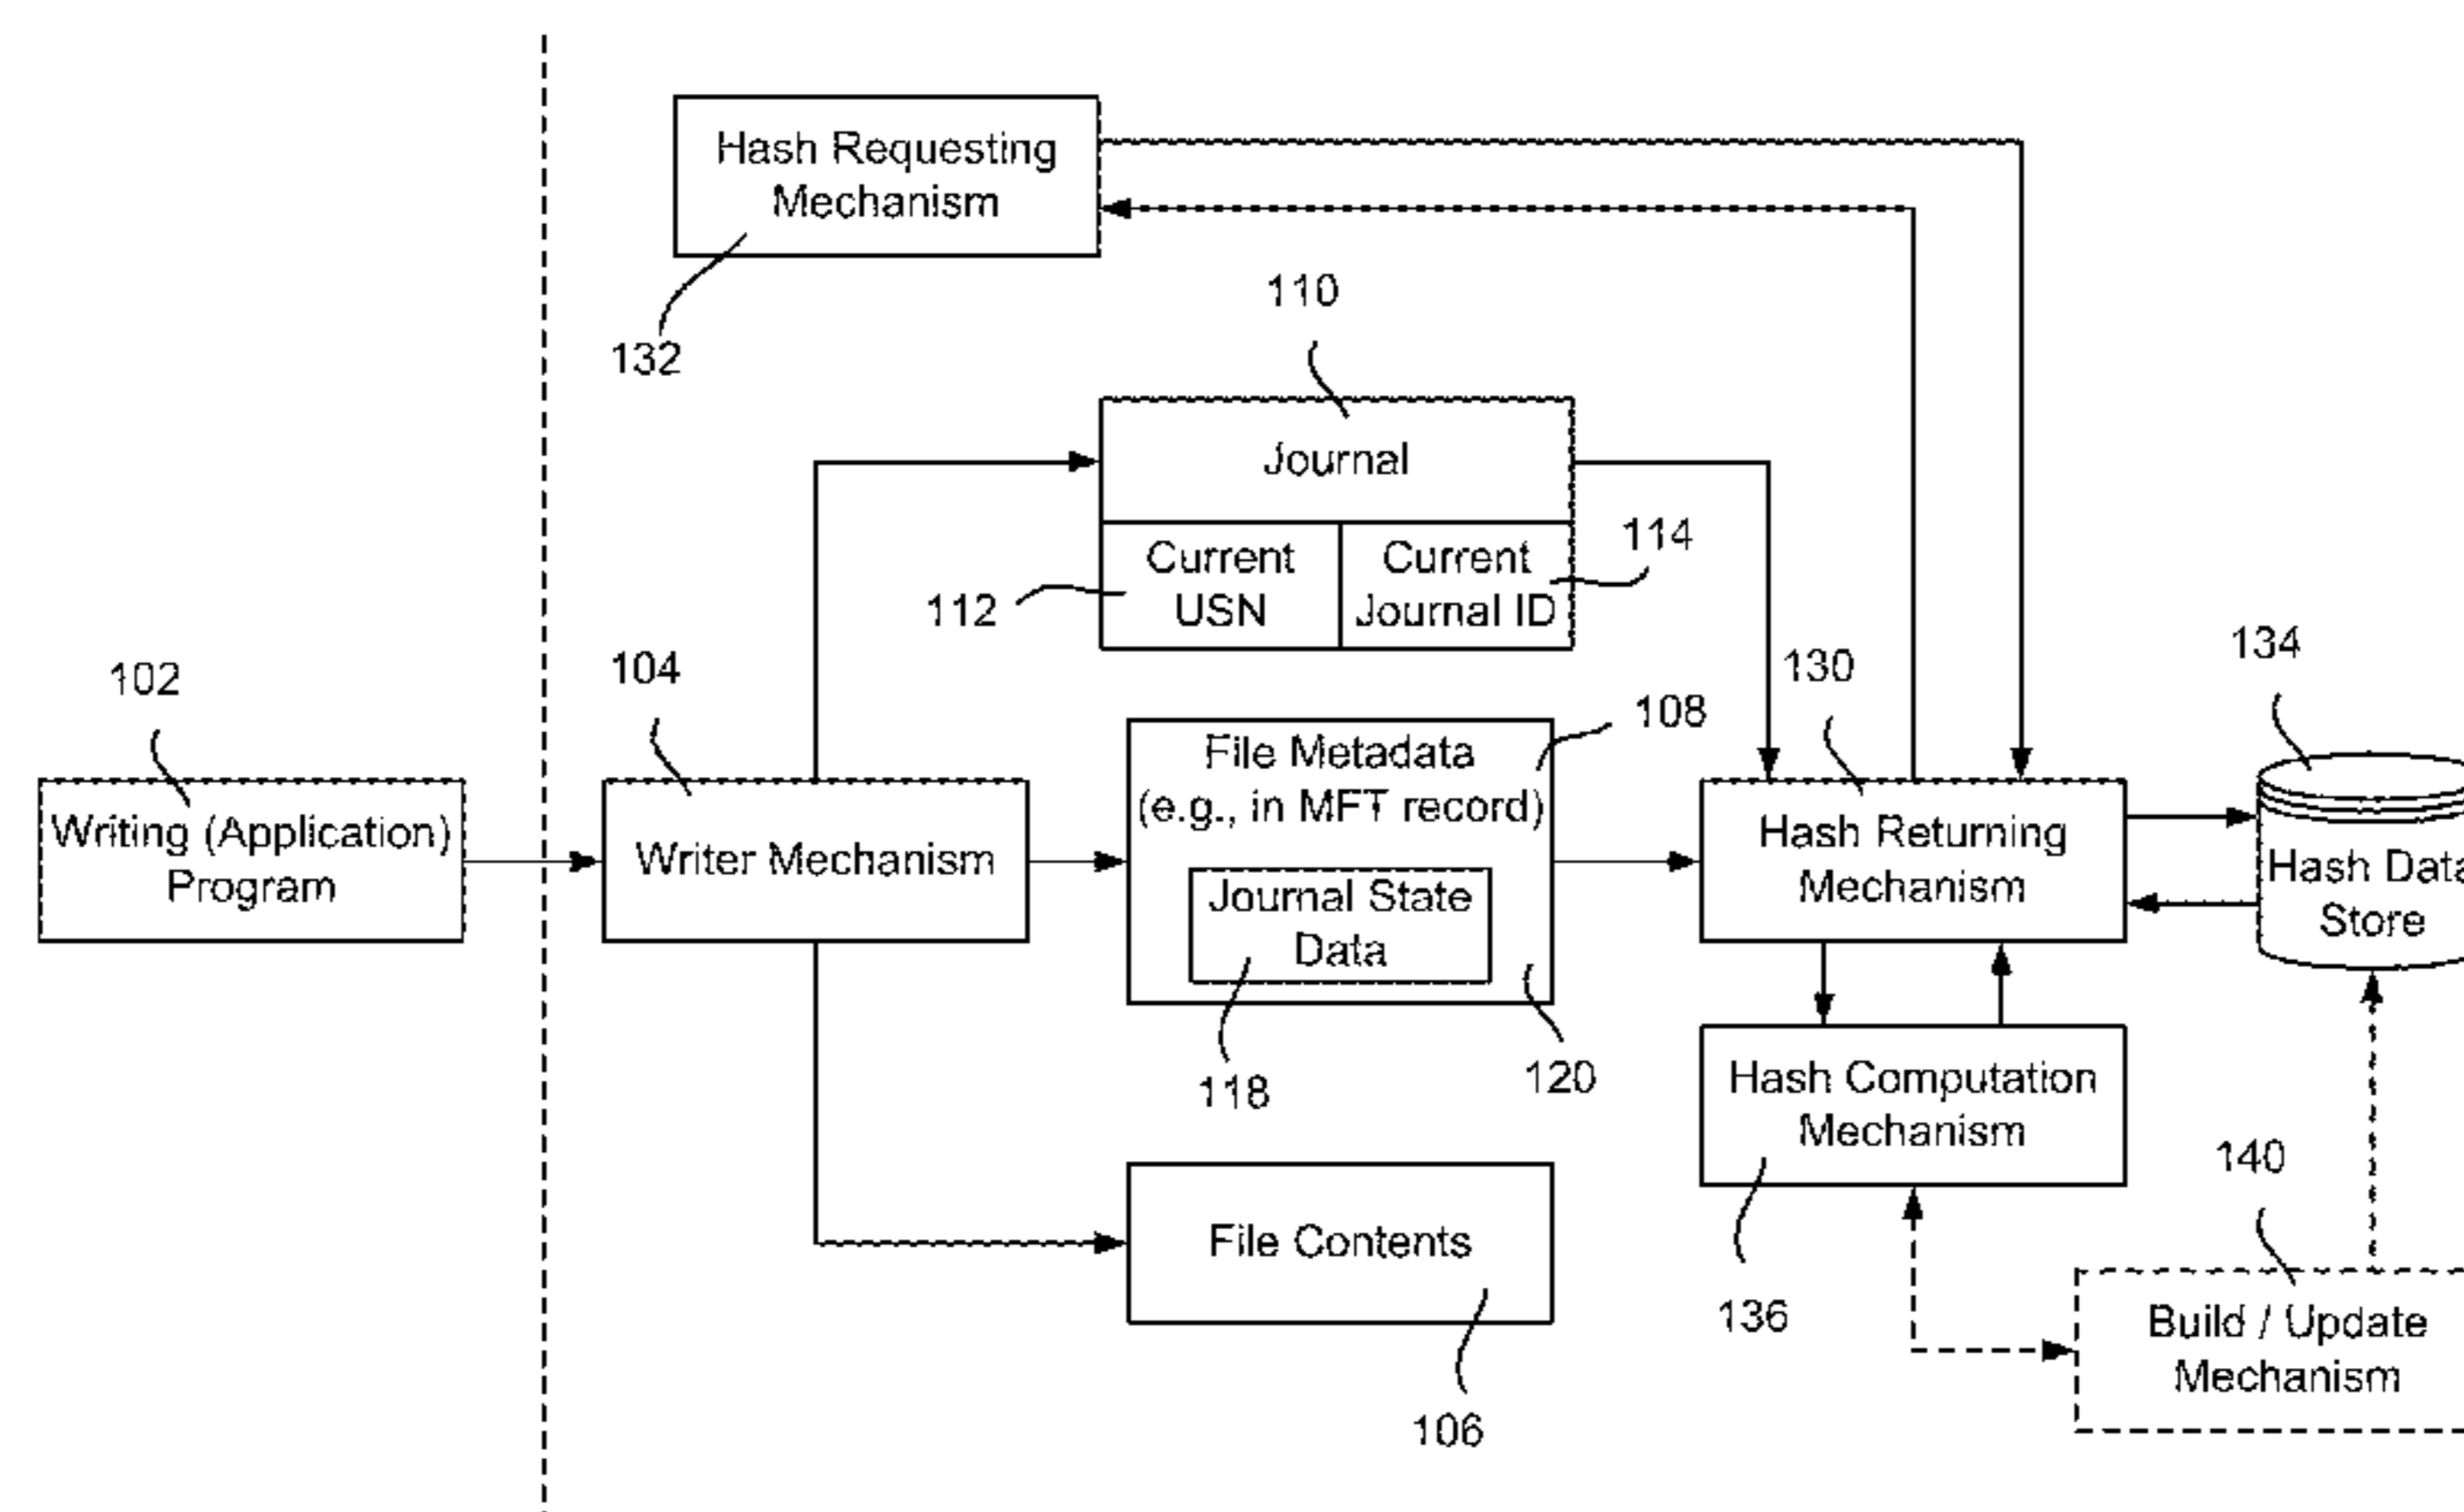 Hash Requesting
Mechanism
132
110
Journal
Current
USN
Current
Journal ID
112
114
102
Writing (Application)
Program
104
Writer Mechanism
108
File Metadata
(e.g., in MFT record)
Journal State
Data
118
120
130
Hash Returning
Mechanism
134
Hash Data
Store
Hash Computation
Mechanism
136
140
Build / Update
Mechanism
File Contents
106